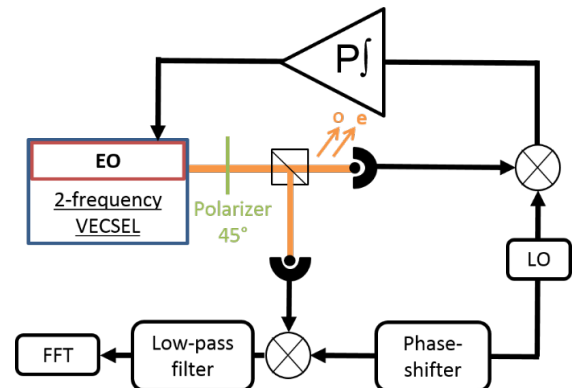 P∫
o e
EO
2-frequency
VECSEL
Polarizer
45°
LO
FFT
Low-pass
filter
Phase-
shifter